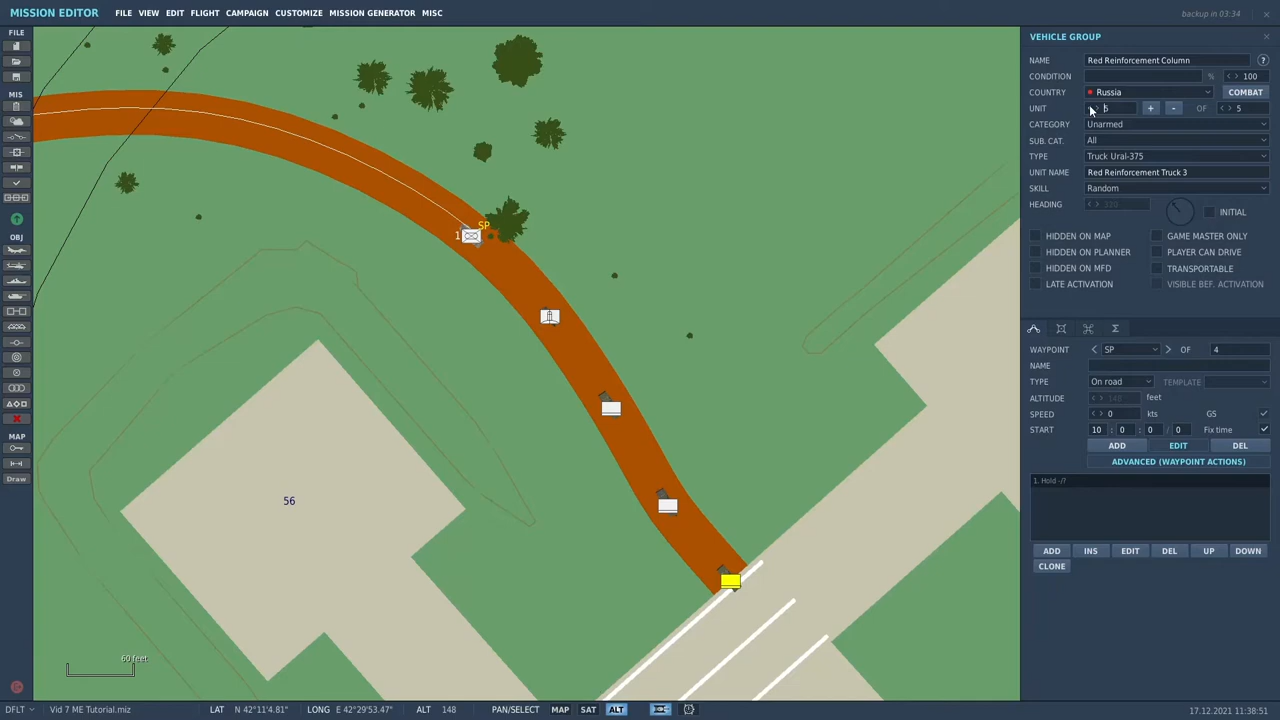 MISSION EDITOR FILE VIEW EDIT FLIGHT CAMPAIGN CUSTOMIZE MISSION GENERATOR MISC backup in 03:34
FILE
MIS
OBJ
MAP
Draw
SP
1
56
60 feet
VEHICLE GROUP
NAME Red Reinforcement Column ?
CONDITION % 100
COUNTRY Russia COMBAT
UNIT 5 + - OF 5
CATEGORY Unarmed
SUB. CAT. All
TYPE Truck Ural-375
UNIT NAME Red Reinforcement Truck 3
SKILL Random
HEADING 320 INITIAL
HIDDEN ON MAP GAME MASTER ONLY
HIDDEN ON PLANNER PLAYER CAN DRIVE
HIDDEN ON MFD TRANSPORTABLE
LATE ACTIVATION VISIBLE BEF. ACTIVATION
WAYPOINT SP OF 4
NAME
TYPE On road TEMPLATE
ALTITUDE 148 feet
SPEED 0 kts GS
START 10 : 0 : 0 / 0 Fix time
ADD EDIT DEL
ADVANCED (WAYPOINT ACTIONS)
1. Hold -/?
ADD INS EDIT DEL UP DOWN
CLONE
DFLT Vid 7 ME Tutorial.miz LAT N 42°11'4.81" LONG E 42°29'53.47" ALT 148 PAN/SELECT MAP SAT ALT 17.12.2021 11:38:51